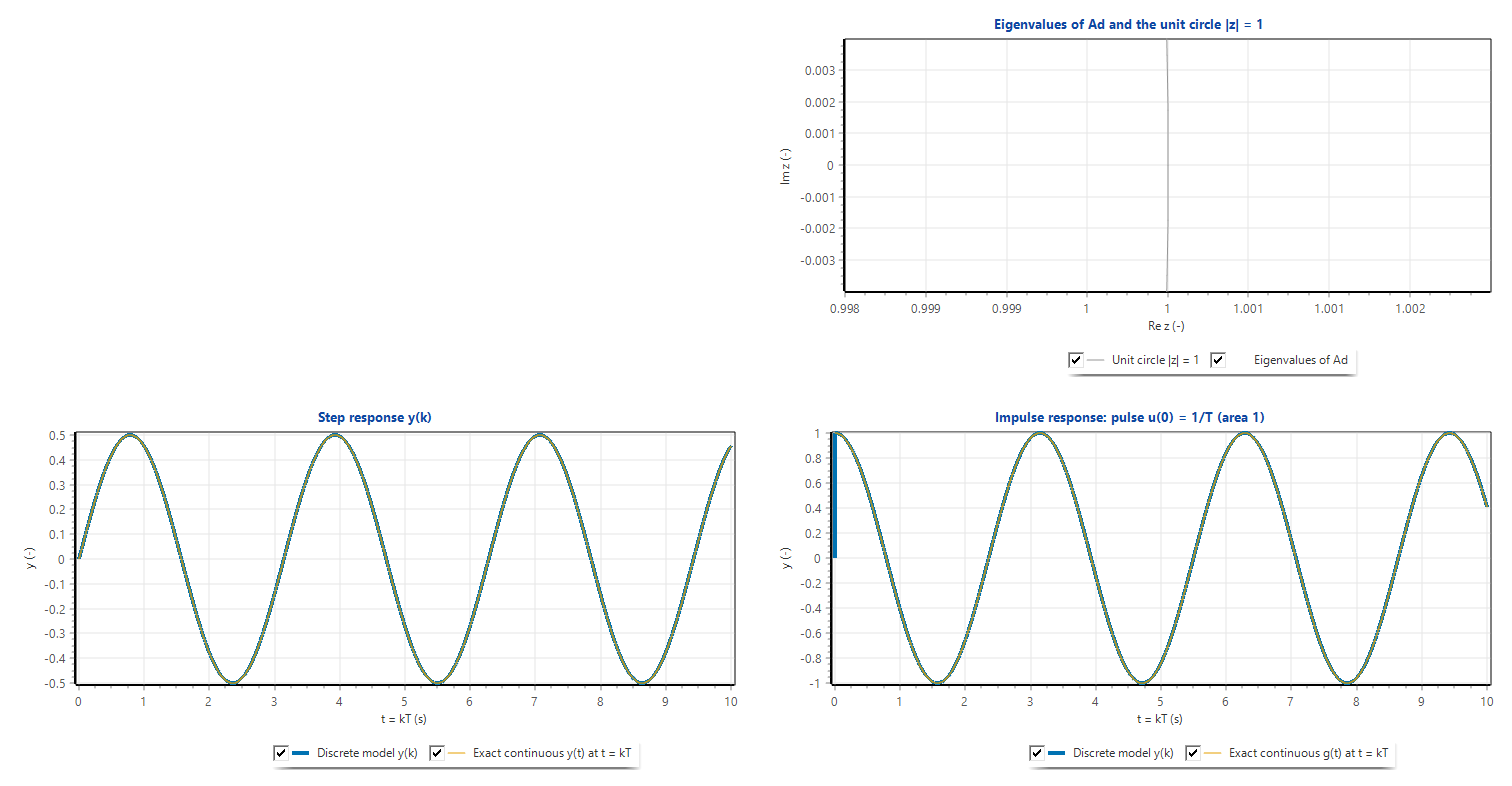 Eigenvalues of Ad and the unit circle |z| = 1
Im z (-)
0.003
0.002
0.001
0
-0.001
-0.002
-0.003
0.998 0.999 0.999 1 1 1.001 1.001 1.002
Re z (-)
Unit circle |z| = 1 Eigenvalues of Ad
Step response y(k)
y (-)
0.5
0.4
0.3
0.2
0.1
0
-0.1
-0.2
-0.3
-0.4
-0.5
0 1 2 3 4 5 6 7 8 9 10
t = kT (s)
Discrete model y(k) Exact continuous y(t) at t = kT
Impulse response: pulse u(0) = 1/T (area 1)
y (-)
1
0.8
0.6
0.4
0.2
0
-0.2
-0.4
-0.6
-0.8
-1
0 1 2 3 4 5 6 7 8 9 10
t = kT (s)
Discrete model y(k) Exact continuous g(t) at t = kT